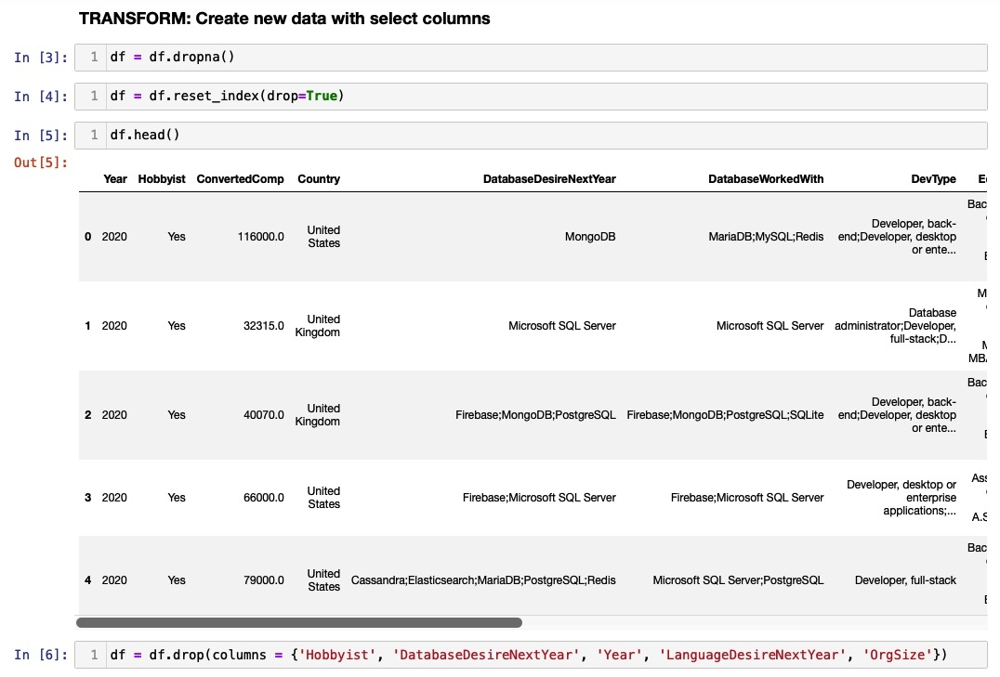 TRANSFORM: Create new data with select columns
In [3]: 1 df = df.dropna()
In [4]: 1 df = df.reset_index(drop=True)
In [5]: 1 df.head()
Out[5]:
Year Hobbyist ConvertedComp Country DatabaseDesireNextYear DatabaseWorkedWith DevType
0 2020 Yes 116000.0 United States MongoDB MariaDB;MySQL;Redis Developer, back-end;Developer, desktop or ente... Bac
1 2020 Yes 32315.0 United Kingdom Microsoft SQL Server Microsoft SQL Server Database administrator;Developer, full-stack;D... MBA
2 2020 Yes 40070.0 United Kingdom Firebase;MongoDB;PostgreSQL Firebase;MongoDB;PostgreSQL;SQLite Developer, back-end;Developer, desktop or ente... Bac
3 2020 Yes 66000.0 United States Firebase;Microsoft SQL Server Firebase;Microsoft SQL Server Developer, desktop or enterprise applications;... Ass A.S
4 2020 Yes 79000.0 United States Cassandra;Elasticsearch;MariaDB;PostgreSQL;Redis Microsoft SQL Server;PostgreSQL Developer, full-stack Bac
In [6]: 1 df = df.drop(columns = {'Hobbyist', 'DatabaseDesireNextYear', 'Year', 'LanguageDesireNextYear', 'OrgSize'})